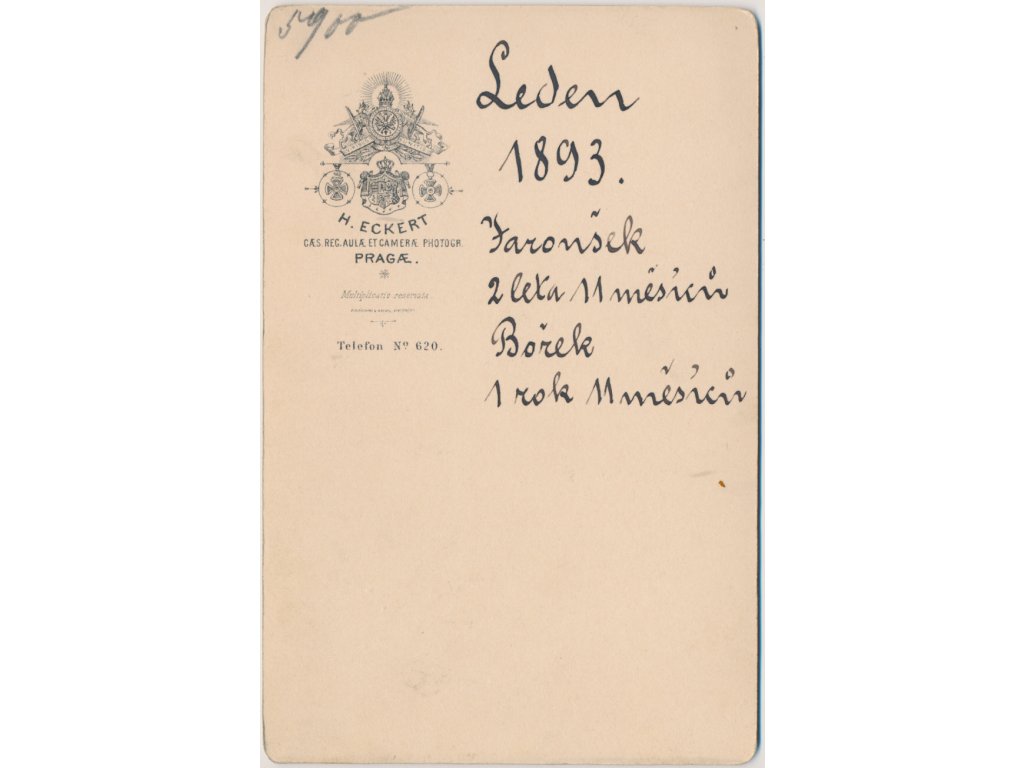 5900
Leden
1893.
Jaroušek
2 leta 11 měsíců
Bořek
1 rok 11 měsíců
H. ECKERT
CÆS. REG. AULÆ ET CAMERÆ PHOTOGR.
PRAGÆ.
Multiplicatio reservata.
Telefon Nº 620.